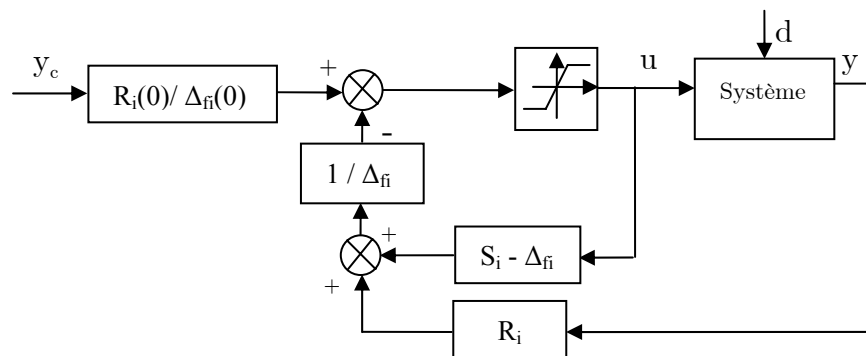 y_c
R_i(0)/ Δ_fi(0)
+
-
u
d
y
Système
1 / Δ_fi
+
+
S_i - Δ_fi
R_i